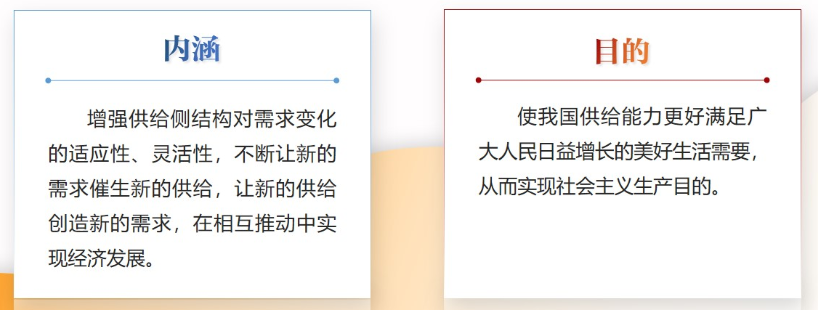 内涵
增强供给侧结构对需求变化
的适应性、灵活性，不断让新的
需求催生新的供给，让新的供给
创造新的需求，在相互推动中实
现经济发展。
目的
使我国供给能力更好满足广
大人民日益增长的美好生活需要，
从而实现社会主义生产目的。